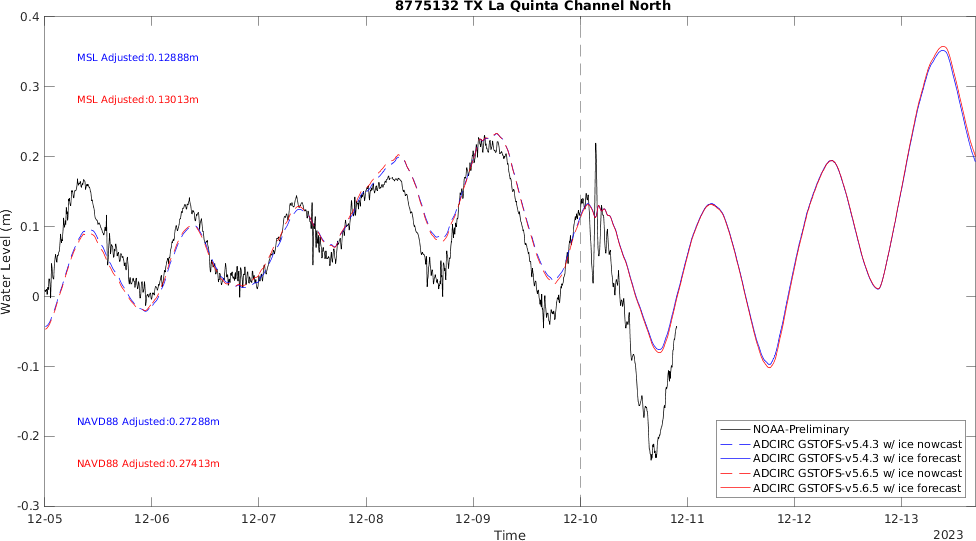 8775132 TX La Quinta Channel North
0.4
0.3
0.2
0.1
0
-0.1
-0.2
-0.3
Water Level (m)
MSL Adjusted:0.12888m
MSL Adjusted:0.13013m
NAVD88 Adjusted:0.27288m
NAVD88 Adjusted:0.27413m
NOAA-Preliminary
ADCIRC GSTOFS-v5.4.3 w/ ice nowcast
ADCIRC GSTOFS-v5.4.3 w/ ice forecast
ADCIRC GSTOFS-v5.6.5 w/ ice nowcast
ADCIRC GSTOFS-v5.6.5 w/ ice forecast
12-05 12-06 12-07 12-08 12-09 12-10 12-11 12-12 12-13
Time
2023